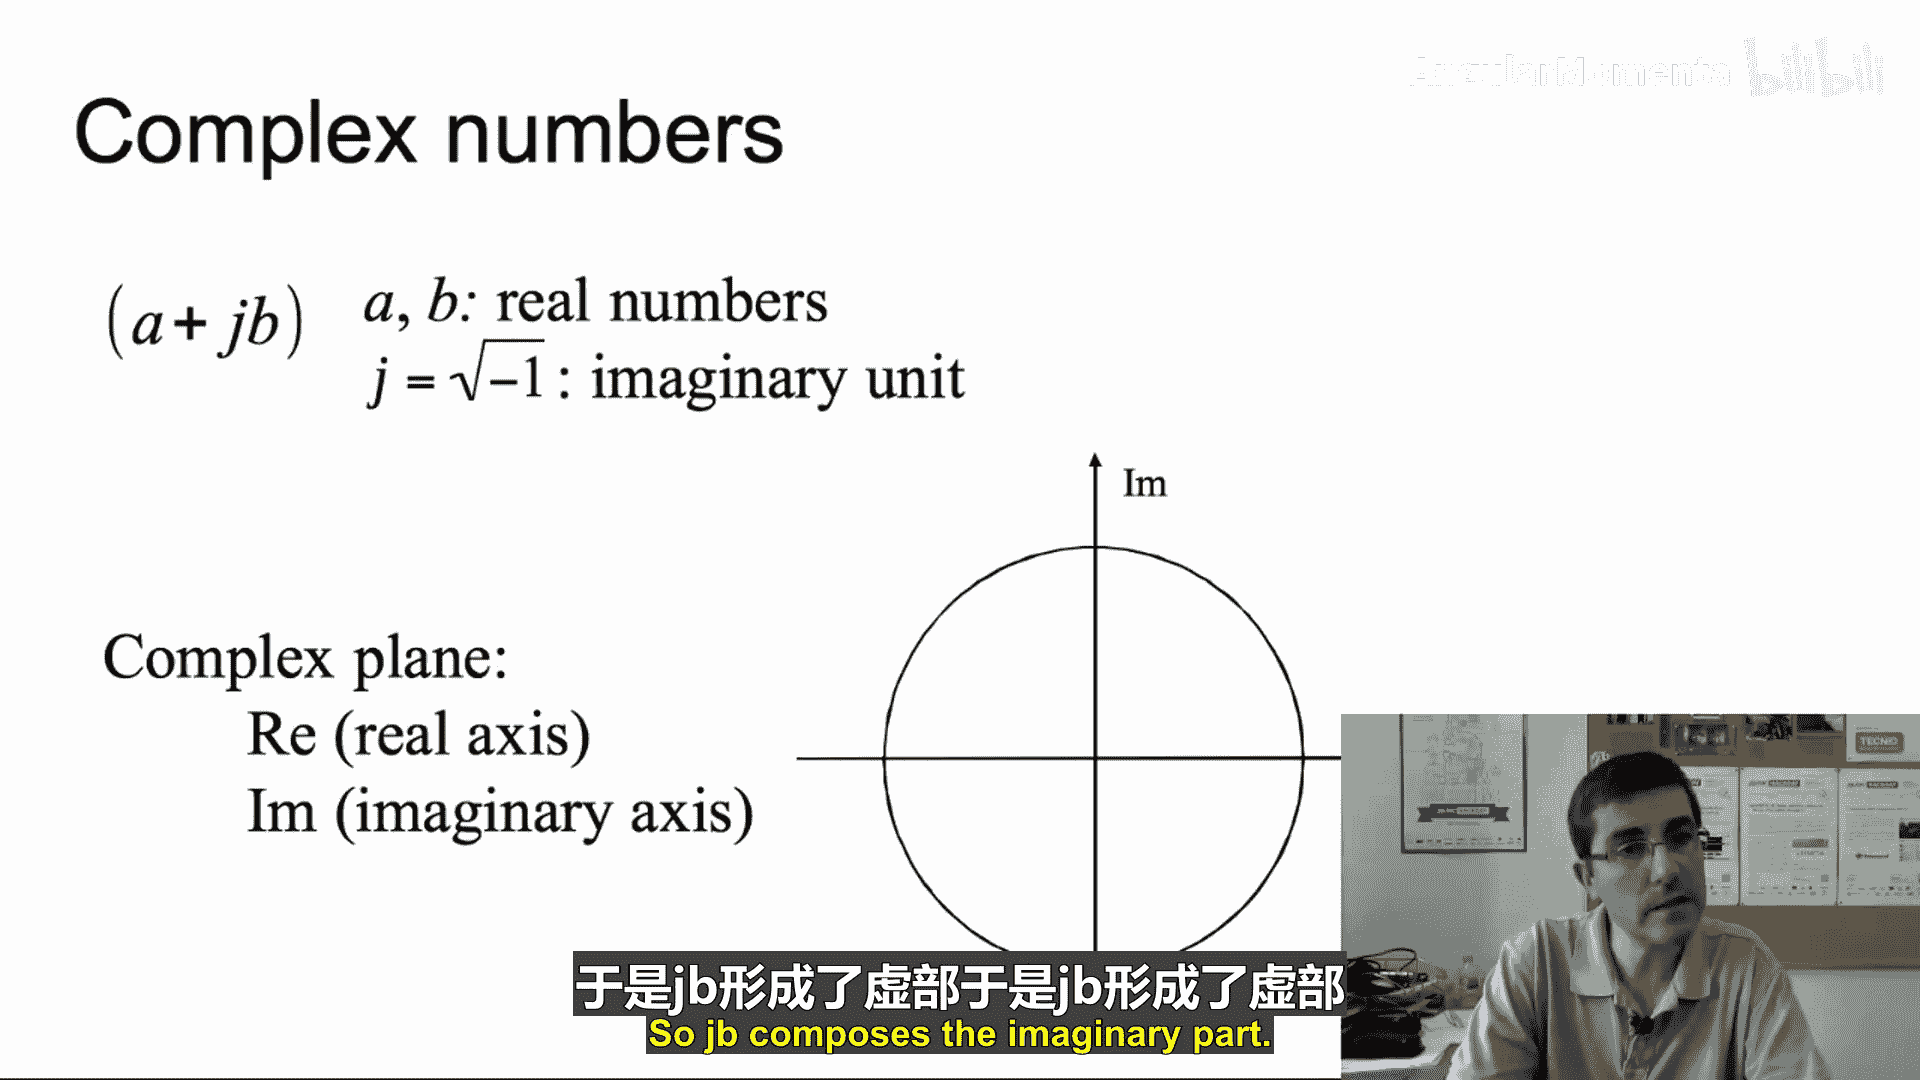 bilibili
Complex numbers
(a + jb)
a, b: real numbers
j = √−1 : imaginary unit
Im
Complex plane:
Re (real axis)
Im (imaginary axis)
TECNICO
于是jb形成了虚部于是jb形成了虚部
So jb composes the imaginary part.